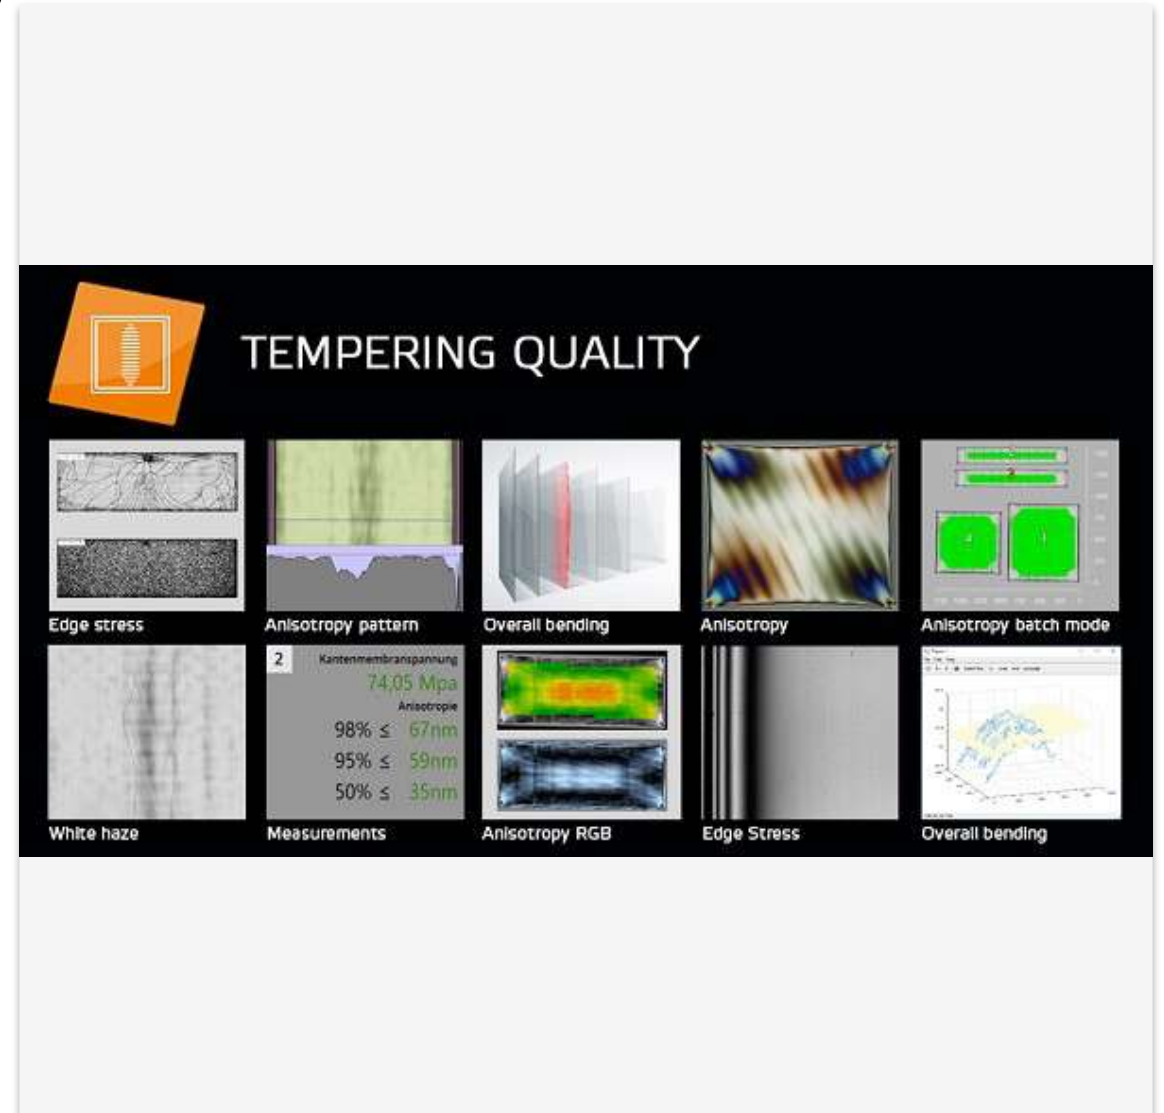 TEMPERING QUALITY
Edge stress
Anisotropy pattern
Overall bending
Anisotropy
Anisotropy batch mode
2
Kantenmembranspannung
74,05 Mpa
Anisotropie
98% ≤ 67nm
95% ≤ 59nm
50% ≤ 35nm
White haze
Measurements
Anisotropy RGB
Edge Stress
Overall bending